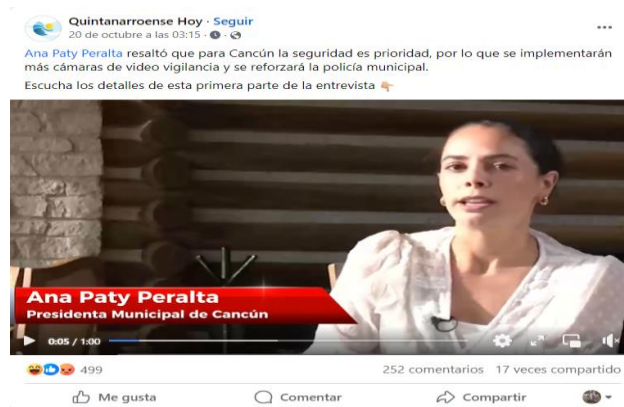 Quintanarroense Hoy · Seguir
20 de octubre a las 03:15 ·
Ana Paty Peralta resaltó que para Cancún la seguridad es prioridad, por lo que se implementarán
más cámaras de video vigilancia y se reforzará la policía municipal.
Escucha los detalles de esta primera parte de la entrevista
Ana Paty Peralta
Presidenta Municipal de Cancún
0:05 / 1:00
499
252 comentarios 17 veces compartido
Me gusta Comentar Compartir